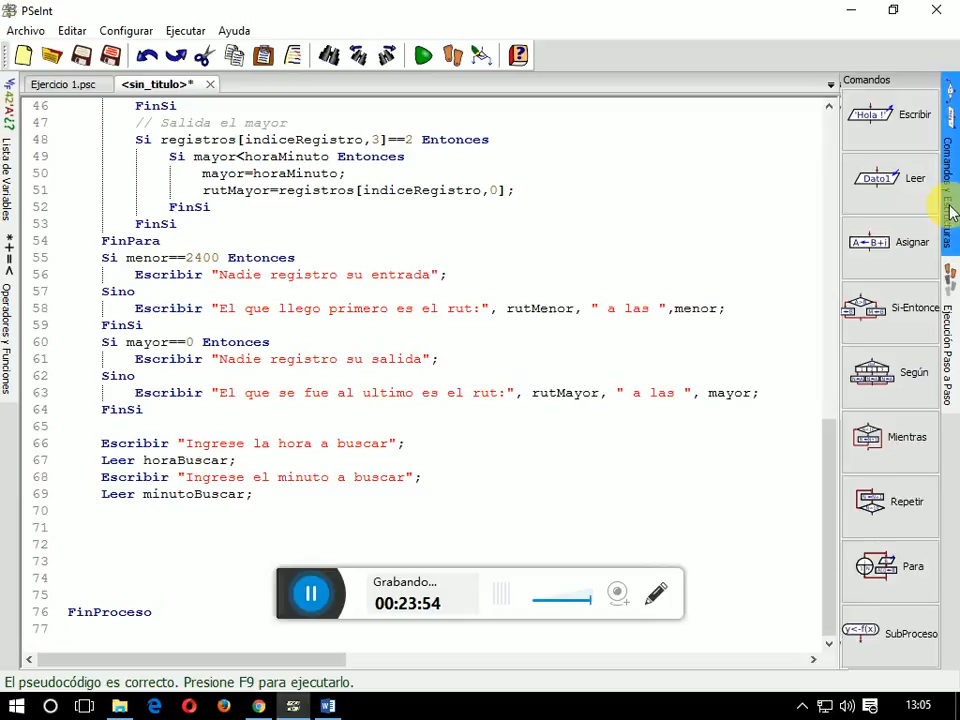 PSeInt
Archivo Editar Configurar Ejecutar Ayuda
Ejercicio 1.psc <sin_titulo>*
46 FinSi
47 // Salida el mayor
48 Si registros[indiceRegistro,3]==2 Entonces
49 Si mayor<horaMinuto Entonces
50 mayor=horaMinuto;
51 rutMayor=registros[indiceRegistro,0];
52 FinSi
53 FinSi
54 FinPara
55 Si menor==2400 Entonces
56 Escribir "Nadie registro su entrada";
57 Sino
58 Escribir "El que llego primero es el rut:", rutMenor, " a las ",menor;
59 FinSi
60 Si mayor==0 Entonces
61 Escribir "Nadie registro su salida";
62 Sino
63 Escribir "El que se fue al ultimo es el rut:", rutMayor, " a las ", mayor;
64 FinSi
65
66 Escribir "Ingrese la hora a buscar";
67 Leer horaBuscar;
68 Escribir "Ingrese el minuto a buscar";
69 Leer minutoBuscar;
70
71
72
73
74
75
76 FinProceso
77
Lista de Variables
Operadores y Funciones
Comandos
'Hola !' Escribir
Dato1 Leer
A←B+i Asignar
Si-Entonce
Según
Mientras
Repetir
Para
y<-f(x) SubProceso
Comandos y Estructuras
Ejecución Paso a Paso
Grabando...
00:23:54
El pseudocódigo es correcto. Presione F9 para ejecutarlo.
13:05